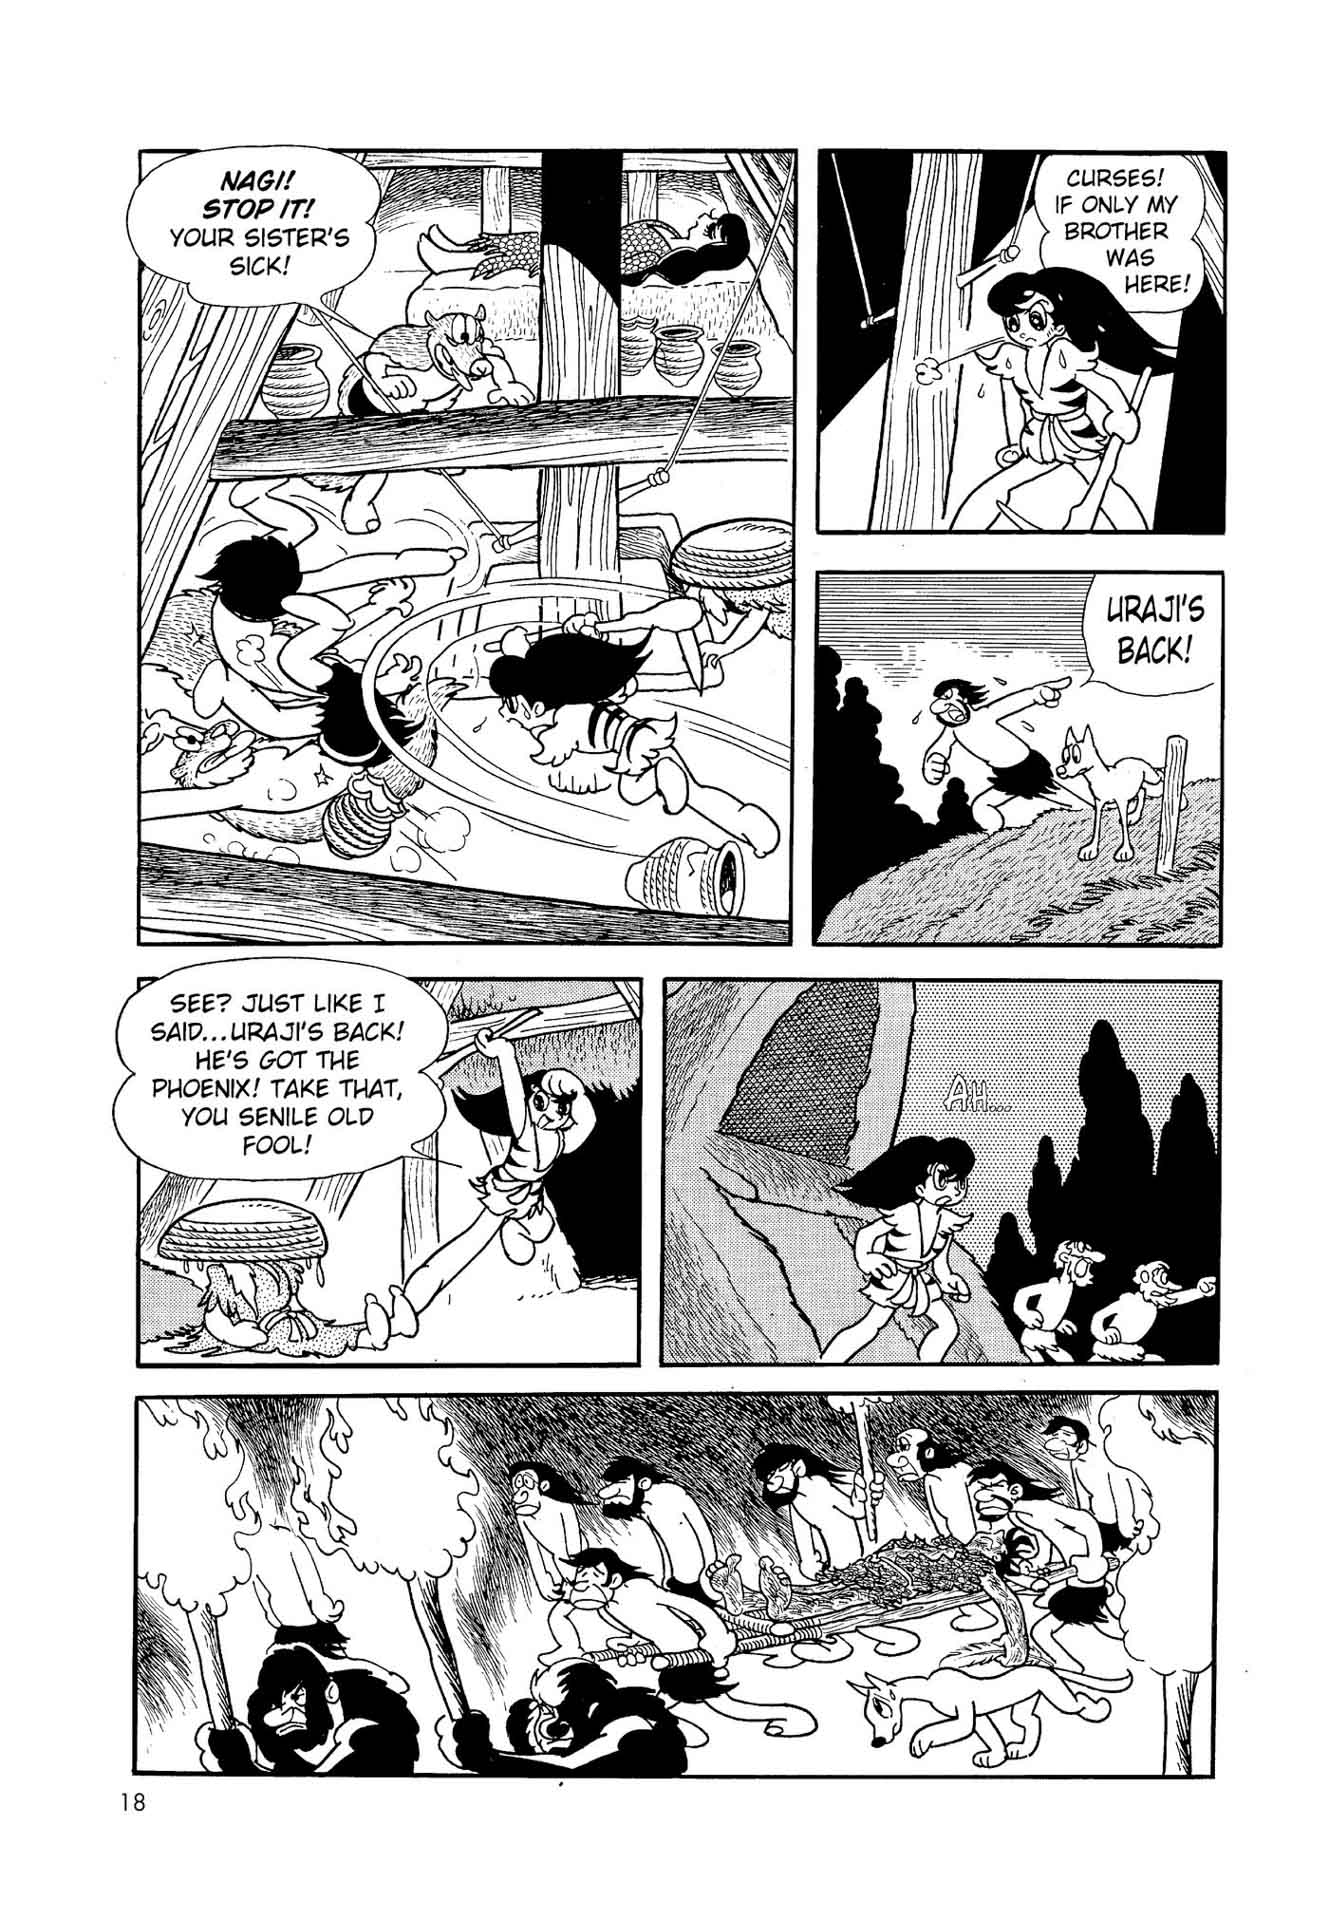 NAGI!
STOP IT!
YOUR SISTER'S
SICK!
CURSES!
IF ONLY MY
BROTHER
WAS
HERE!
URAJI'S
BACK!
SEE? JUST LIKE I
SAID...URAJI'S BACK!
HE'S GOT THE
PHOENIX! TAKE THAT,
YOU SENILE OLD
FOOL!
AH...
18